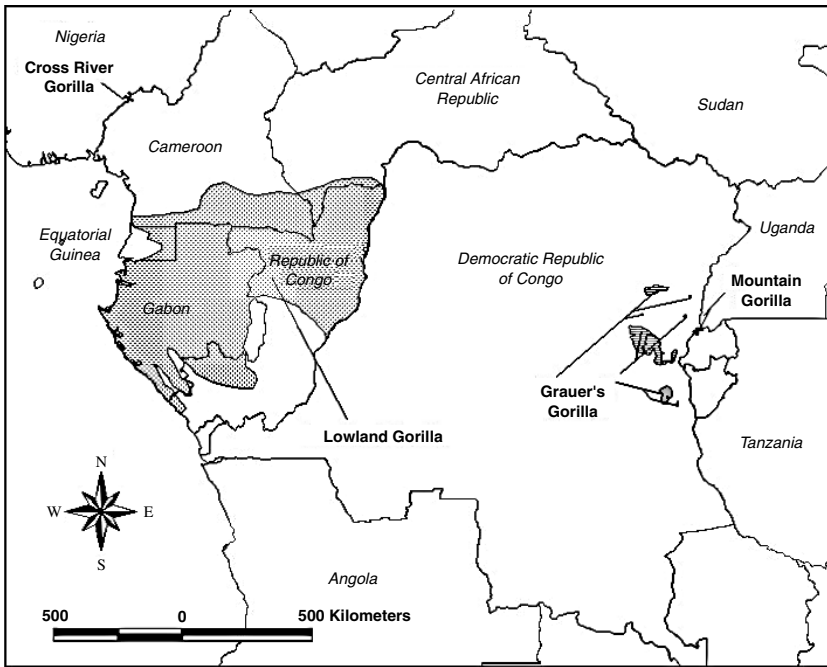 Nigeria
Cross River
Gorilla
Central African
Republic
Sudan
Cameroon
Uganda
Equatorial
Guinea
Republic of
Congo
Democratic Republic
of Congo
Mountain
Gorilla
Gabon
Grauer's
Gorilla
Lowland Gorilla
Tanzania
N
W
E
S
Angola
500
0
500 Kilometers